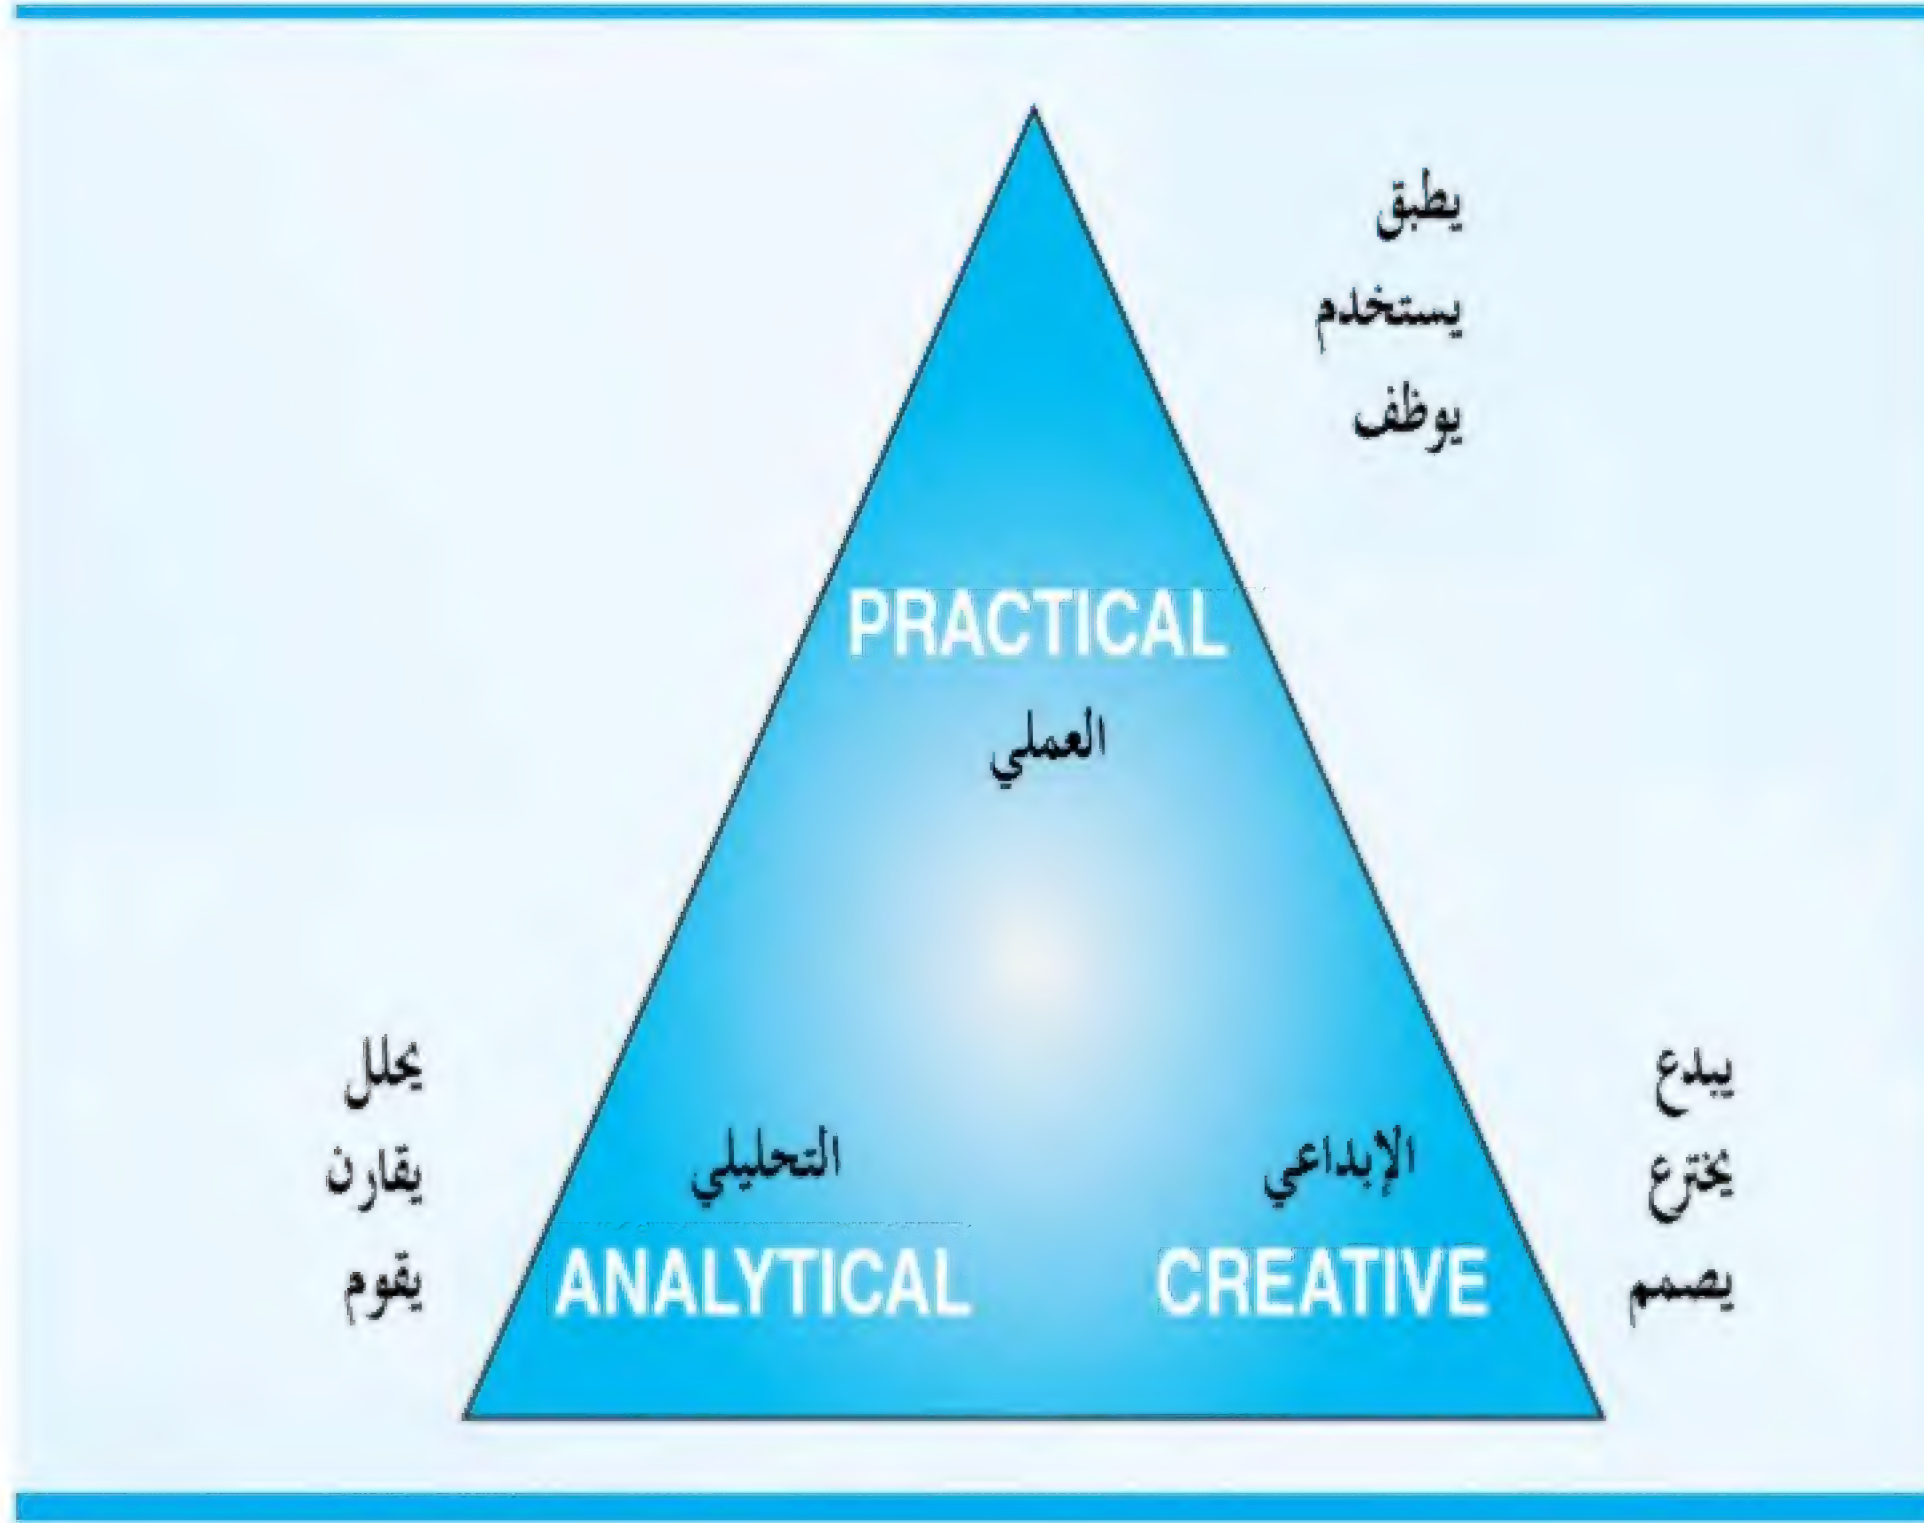 يطبق
يستخدم
يوظف
PRACTICAL
العملي
يحلل
يقارن
يقوم
التحليلي
ANALYTICAL
الإبداعي
CREATIVE
يبدع
يخترع
يصمم